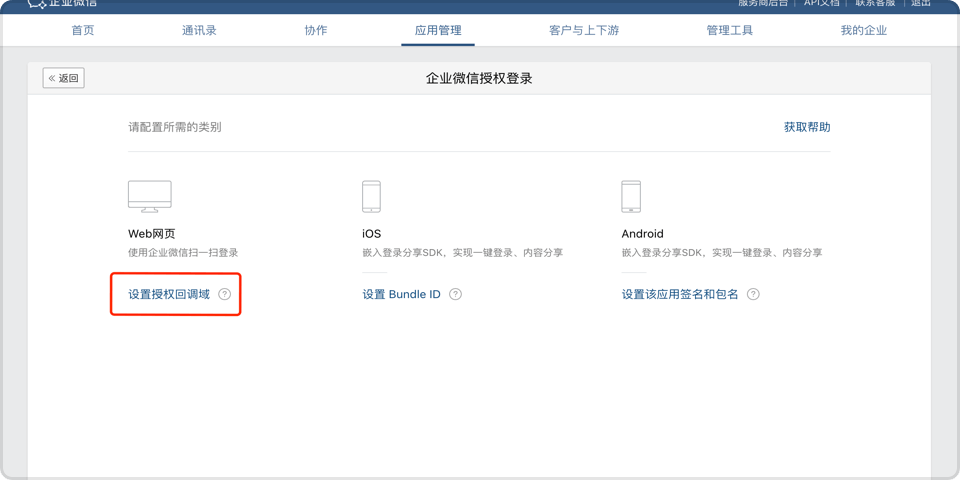 企业微信
服务商后台 | API文档 | 联系客服 | 退出
首页 通讯录 协作 应用管理 客户与上下游 管理工具 我的企业
« 返回 企业微信授权登录
请配置所需的类别 获取帮助
Web网页 iOS Android
使用企业微信扫一扫登录 嵌入登录分享SDK，实现一键登录、内容分享 嵌入登录分享SDK，实现一键登录、内容分享
设置授权回调域 ? 设置 Bundle ID ? 设置该应用签名和包名 ?